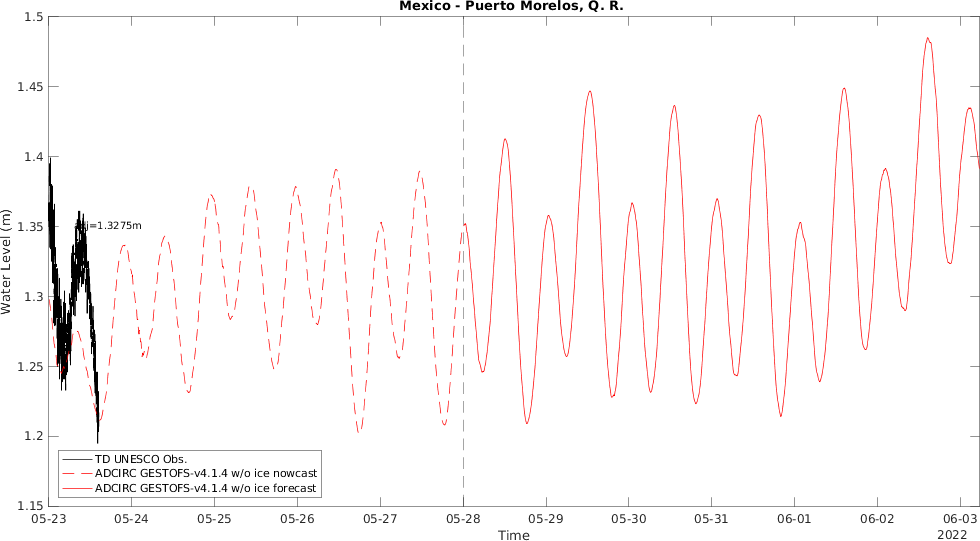 Mexico - Puerto Morelos, Q. R.
1.5
1.45
1.4
1.35
1.3
1.25
1.2
1.15
Water Level (m)
=1.3275m
TD UNESCO Obs.
ADCIRC GESTOFS-v4.1.4 w/o ice nowcast
ADCIRC GESTOFS-v4.1.4 w/o ice forecast
05-23 05-24 05-25 05-26 05-27 05-28 05-29 05-30 05-31 06-01 06-02 06-03
Time
2022